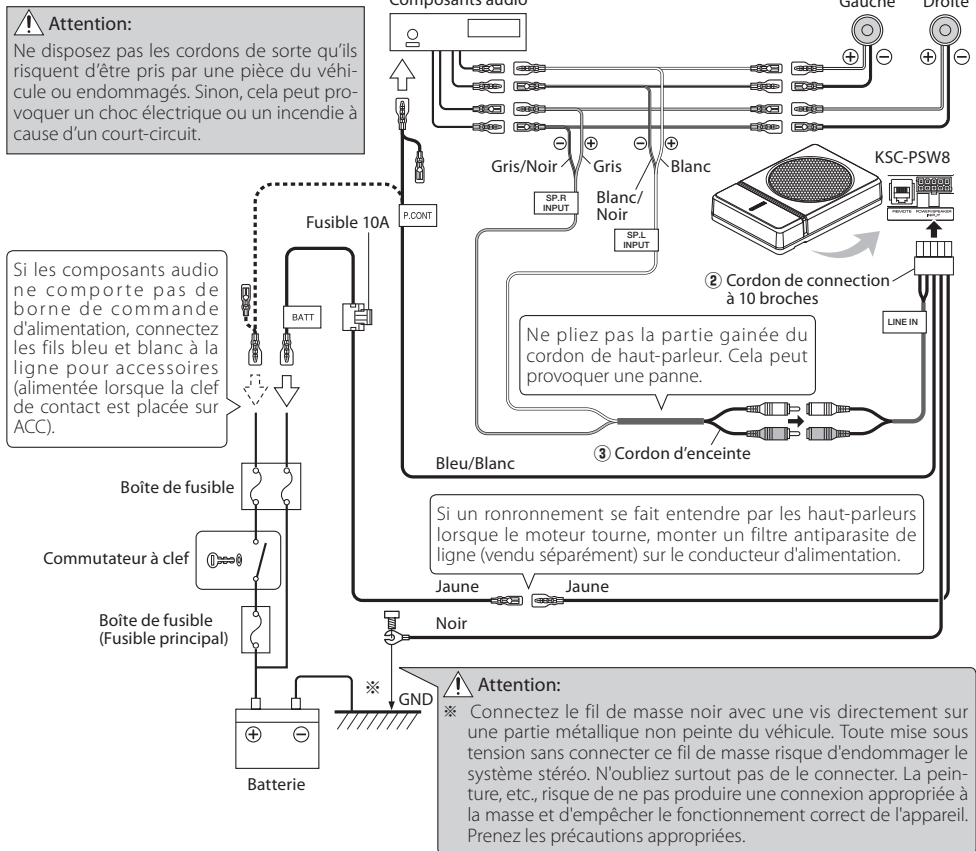 Composants audio
Gauche
Droite
Attention:
Ne disposez pas les cordons de sorte qu'ils
risquent d'être pris par une pièce du véhi-
cule ou endommagés. Sinon, cela peut pro-
voquer un choc électrique ou un incendie à
cause d'un court-circuit.
Gris/Noir
Gris
Blanc/
Noir
Blanc
SP.R
INPUT
SP.L
INPUT
KSC-PSW8
REMOTE
P.CONT
Fusible 10A
BATT
② Cordon de connection
à 10 broches
LINE IN
Si les composants audio
ne comporte pas de
borne de commande
d'alimentation, connectez
les fils bleu et blanc à la
ligne pour accessoires
(alimentée lorsque la clef
de contact est placée sur
ACC).
Ne pliez pas la partie gainée du
cordon de haut-parleur. Cela peut
provoquer une panne.
③ Cordon d'enceinte
Bleu/Blanc
Boîte de fusible
Si un ronronnement se fait entendre par les haut-parleurs
lorsque le moteur tourne, monter un filtre antiparasite de
ligne (vendu séparément) sur le conducteur d'alimentation.
Commutateur à clef
Jaune
Jaune
Boîte de fusible
(Fusible principal)
Noir
※
GND
Batterie
Attention:
※ Connectez le fil de masse noir avec une vis directement sur
une partie métallique non peinte du véhicule. Toute mise sous
tension sans connecter ce fil de masse risque d'endommager le
système stéréo. N'oubliez surtout pas de le connecter. La pein-
ture, etc., risque de ne pas produire une connexion appropriée à
la masse et d'empêcher le fonctionnement correct de l'appareil.
Prenez les précautions appropriées.